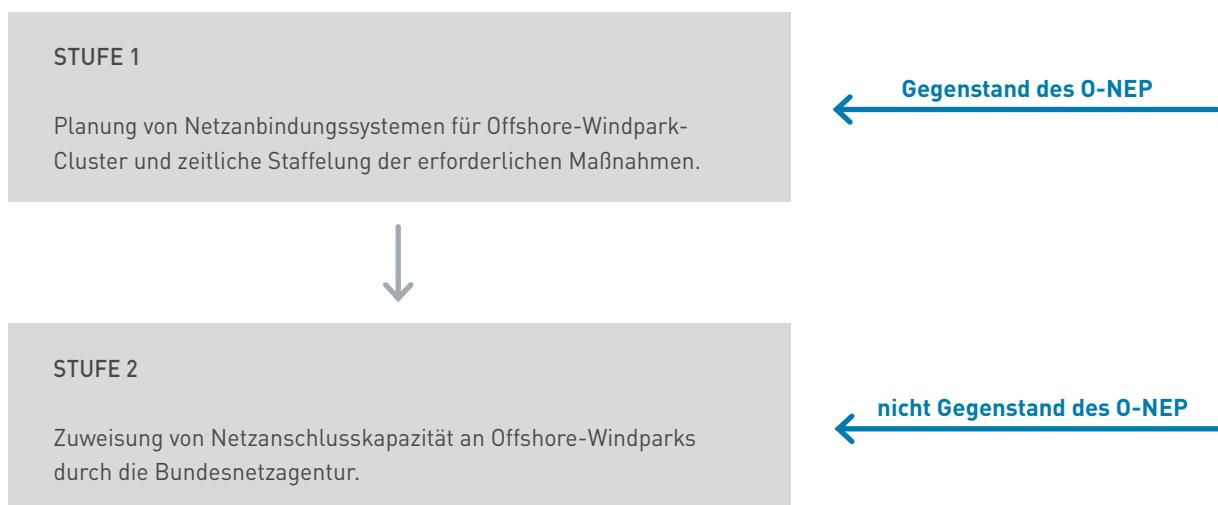 STUFE 1
Gegenstand des O-NEP
Planung von Netzanbindungssystemen für Offshore-Windpark-
Cluster und zeitliche Staffelung der erforderlichen Maßnahmen.
STUFE 2
nicht Gegenstand des O-NEP
Zuweisung von Netzanschlusskapazität an Offshore-Windparks
durch die Bundesnetzagentur.